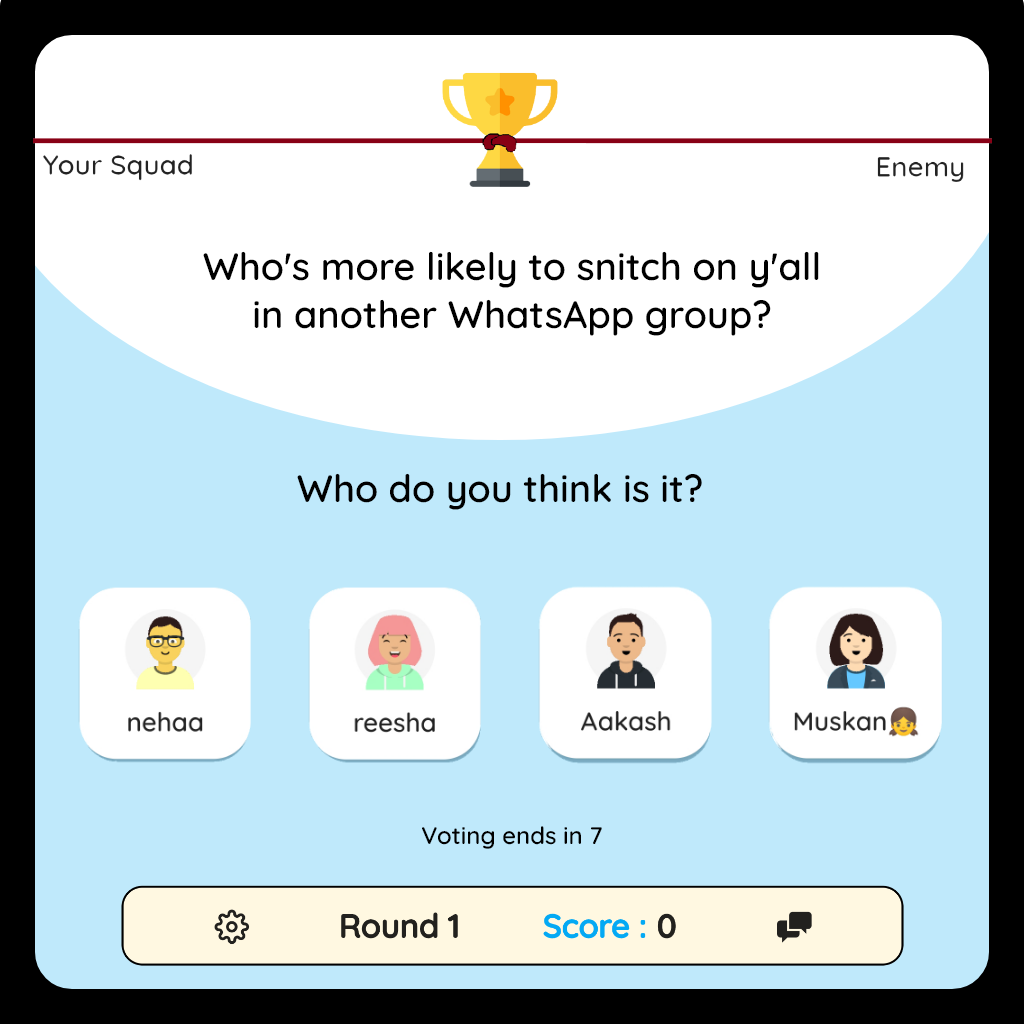 Your Squad
Enemy
Who's more likely to snitch on y'all
in another WhatsApp group?
Who do you think is it?
nehaa
reesha
Aakash
Muskan👧
Voting ends in 7
Round 1
Score : 0